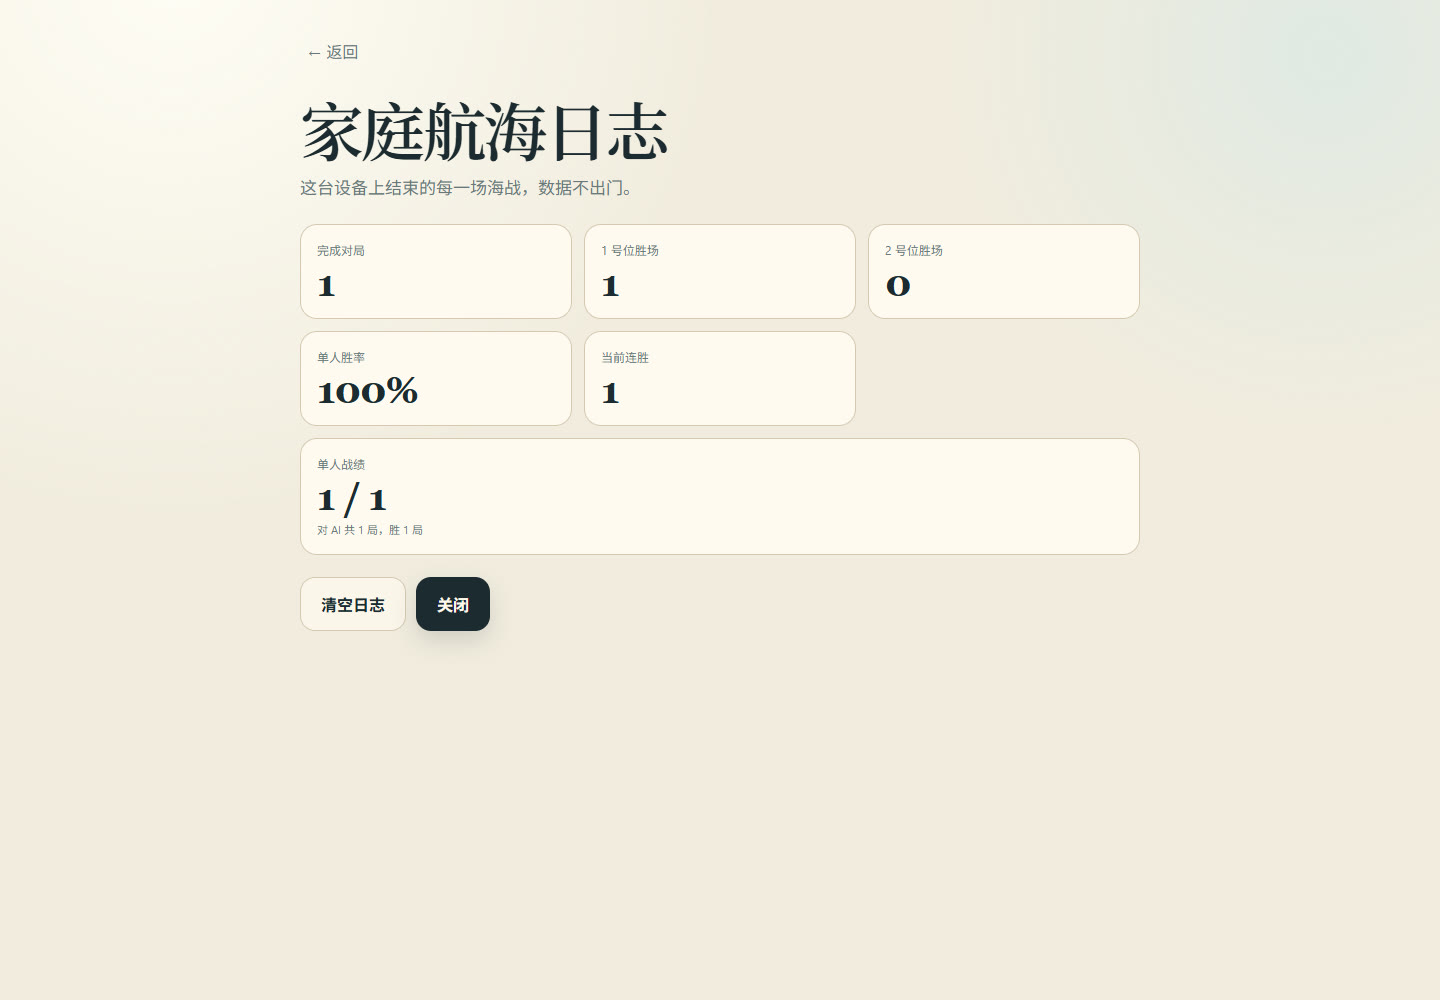 ← 返回
家庭航海日志
这台设备上结束的每一场海战，数据不出门。
完成对局
1
1 号位胜场
1
2 号位胜场
0
单人胜率
100%
当前连胜
1
单人战绩
1 / 1
对 AI 共 1 局，胜 1 局
清空日志
关闭